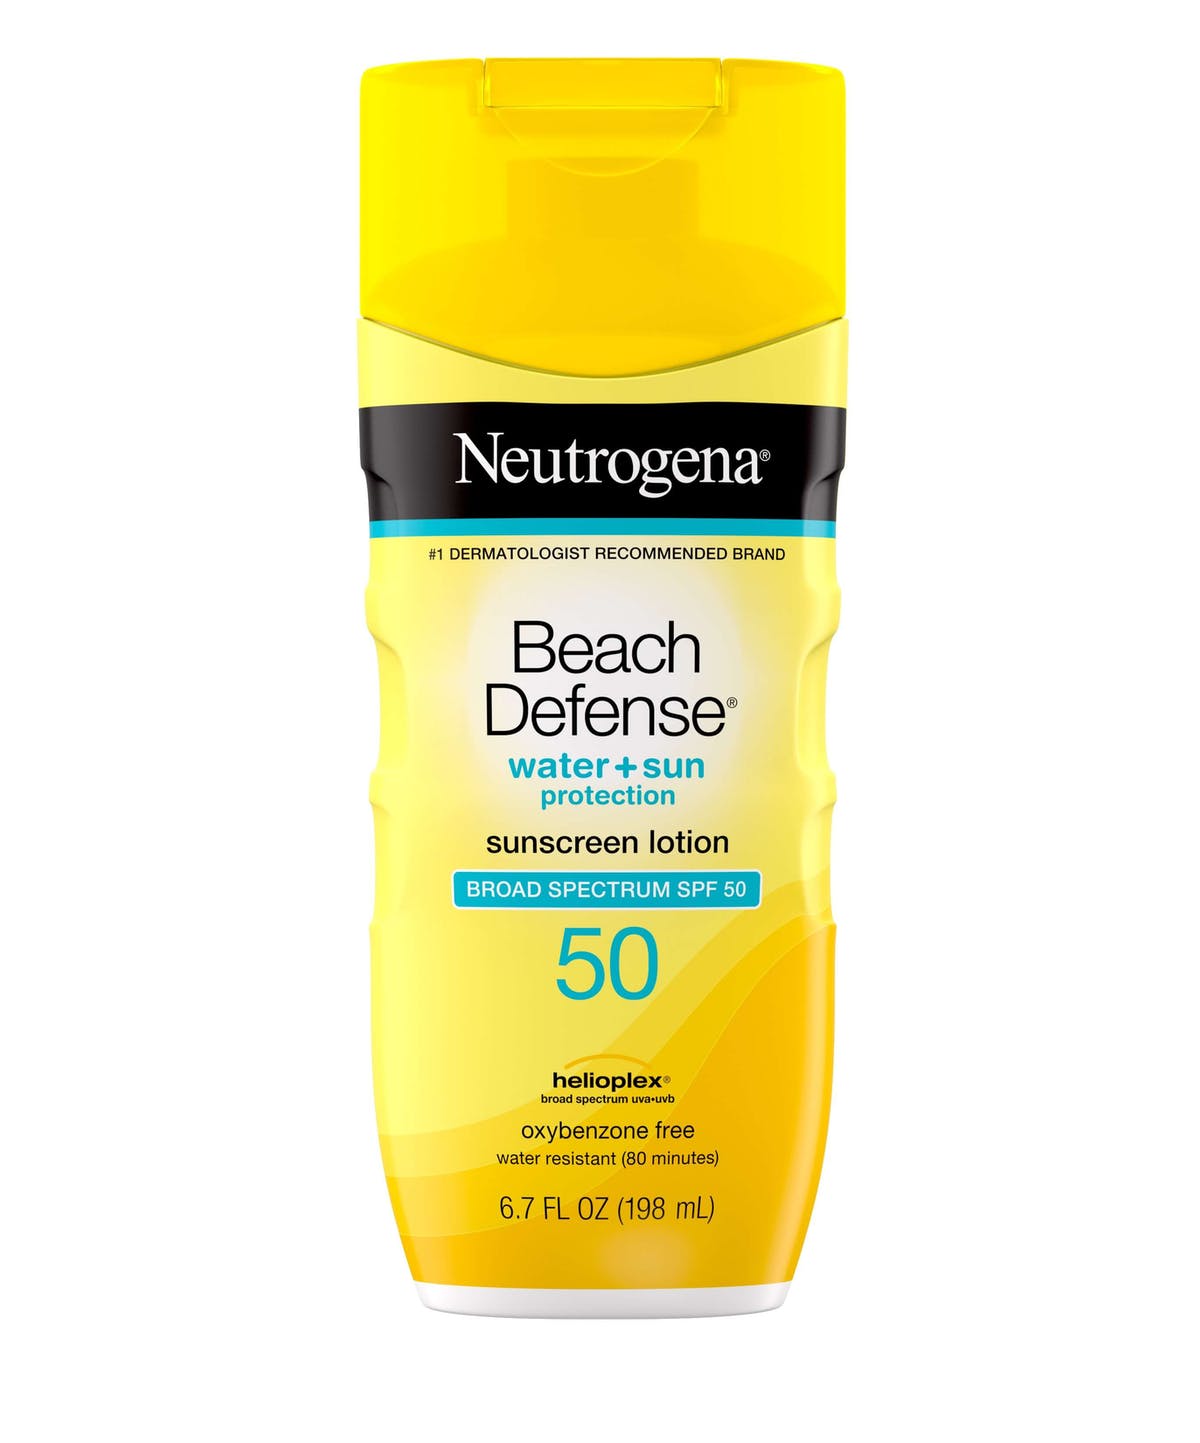 Neutrogena®
#1 DERMATOLOGIST RECOMMENDED BRAND
Beach
Defense®
water+sun
protection
sunscreen lotion
BROAD SPECTRUM SPF 50
50
helioplex®
broad spectrum uva•uvb
oxybenzone free
water resistant (80 minutes)
6.7 FL OZ (198 mL)